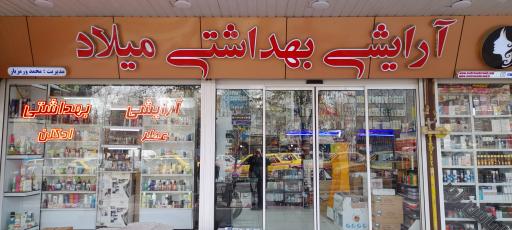 آرایشی بهداشتی میلاد
مدیریت : محمد ورمزیار
آرایشی بهداشتی
عطر ادکلن